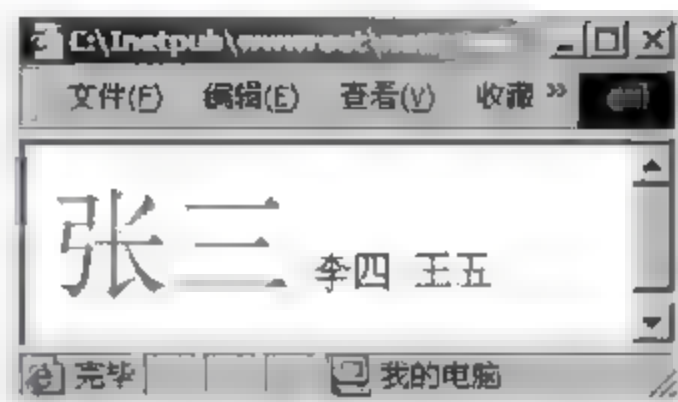 C:\Inetpub\wwwroot\
文件(F) 编辑(E) 查看(V) 收藏 »
张三 李四 王五
完毕 我的电脑